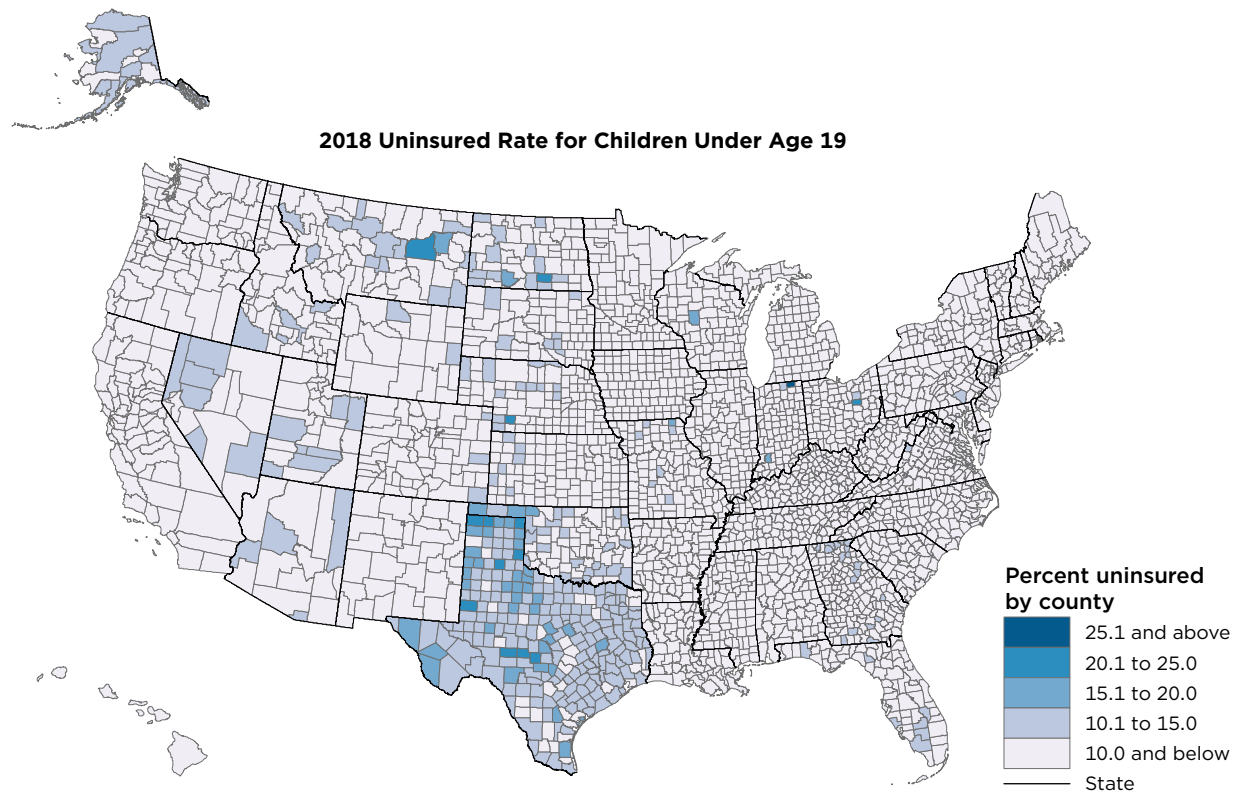 2018 Uninsured Rate for Children Under Age 19
Percent uninsured
by county
25.1 and above
20.1 to 25.0
15.1 to 20.0
10.1 to 15.0
10.0 and below
State